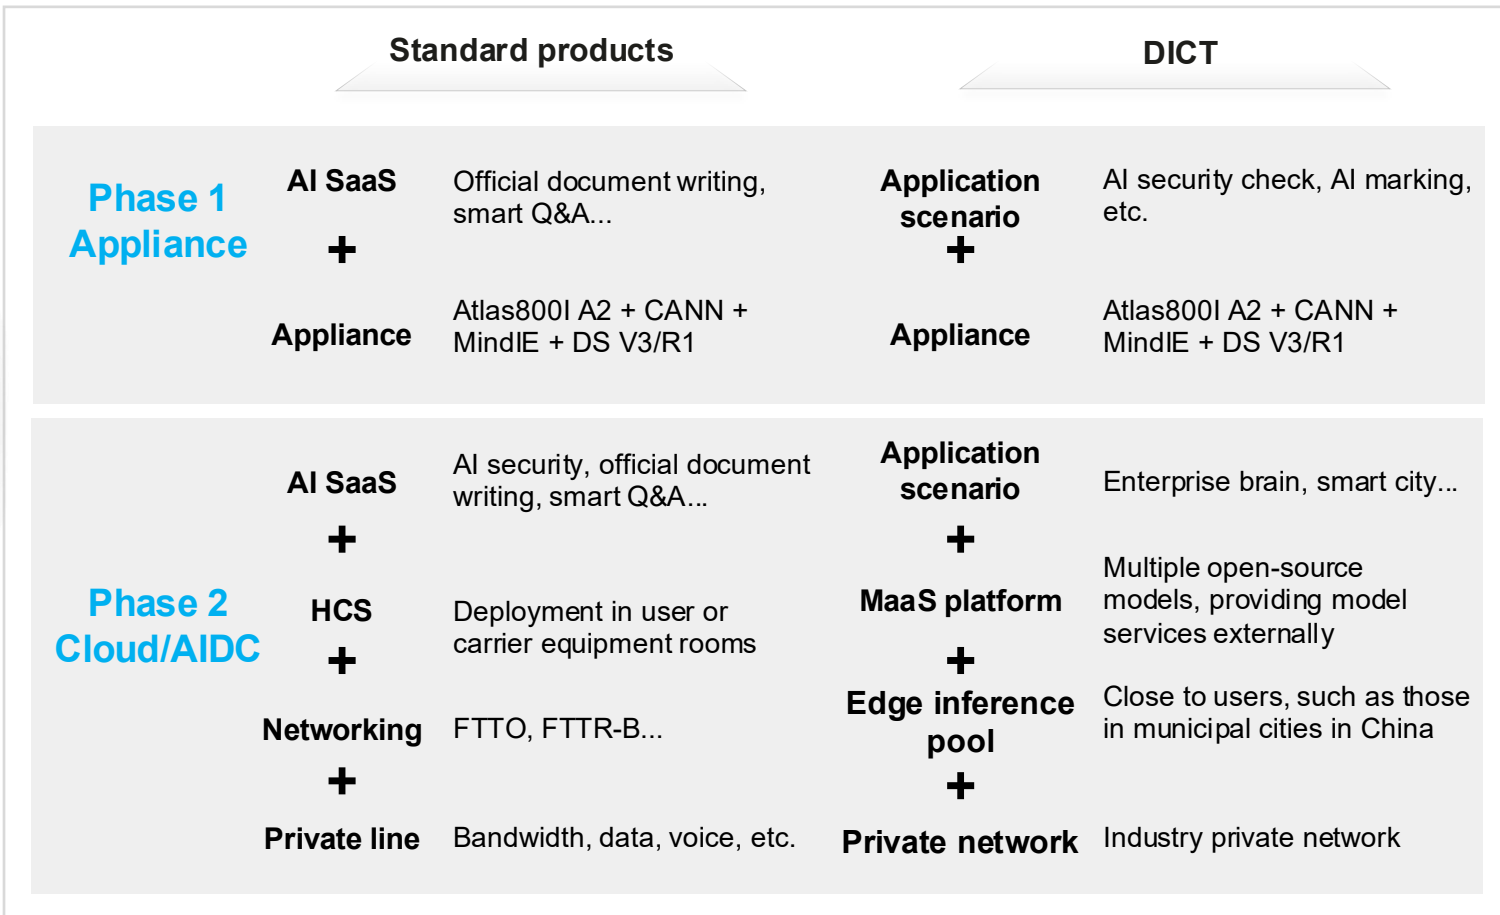 Standard products
DICT
Phase 1
Appliance
AI SaaS
Official document writing,
smart Q&A...
+
Appliance
Atlas800I A2 + CANN +
MindIE + DS V3/R1
Application
scenario
AI security check, AI marking,
etc.
+
Appliance
Atlas800I A2 + CANN +
MindIE + DS V3/R1
Phase 2
Cloud/AIDC
AI SaaS
AI security, official document
writing, smart Q&A...
+
HCS
Deployment in user or
carrier equipment rooms
+
Networking
FTTO, FTTR-B...
+
Private line
Bandwidth, data, voice, etc.
Application
scenario
Enterprise brain, smart city...
+
MaaS platform
Multiple open-source
models, providing model
services externally
+
Edge inference
pool
Close to users, such as those
in municipal cities in China
+
Private network
Industry private network